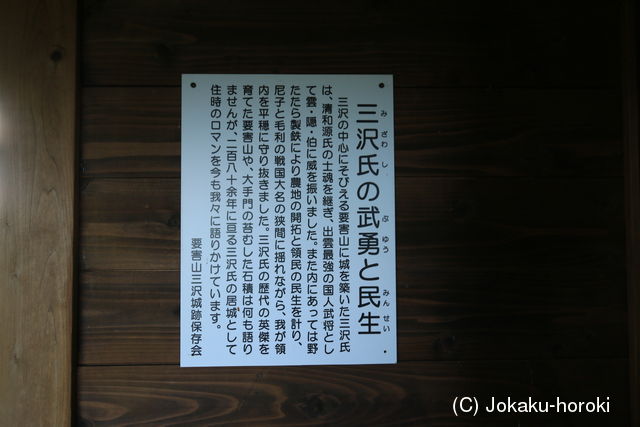 三沢氏の武勇と民生
みざわし
ぶゆう
みんせい
三沢の中心にそびえる要害山に城を築いた三沢氏
は、清和源氏の士魂を継ぎ、出雲最強の国人武将とし
て雲・隠・伯に威を振いました。また内にあっては野
たたら製鉄により農地の開拓と領民の民生を計り、
尼子と毛利の戦国大名の狭間に揺れながら、我が領
内を平穏に守り抜きました。三沢氏の歴代の英傑を
育てた要害山や、大手門の苔むした石積は何も語り
ませんが、二百八十余年に亘る三沢氏の居城として
往時のロマンを今も我々に語りかけています。
要害山三沢城跡保存会
(C) Jokaku-horoki